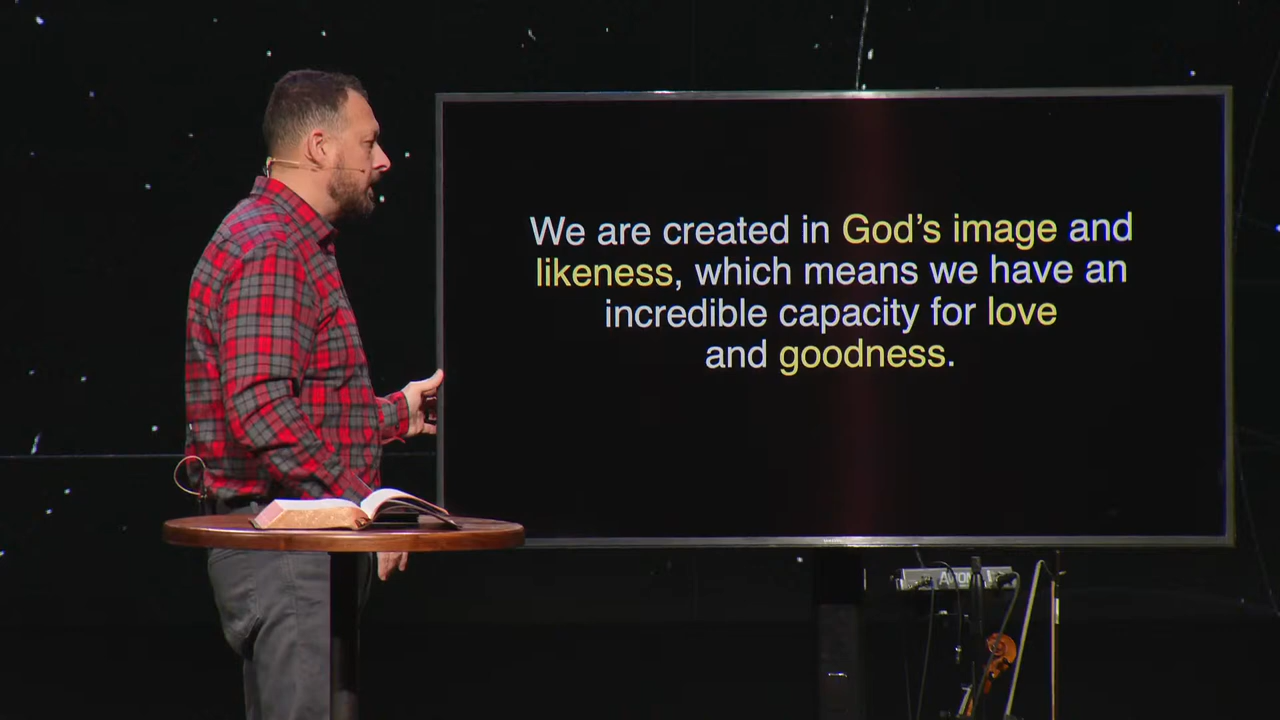 We are created in God's image and
likeness, which means we have an
incredible capacity for love
and goodness.